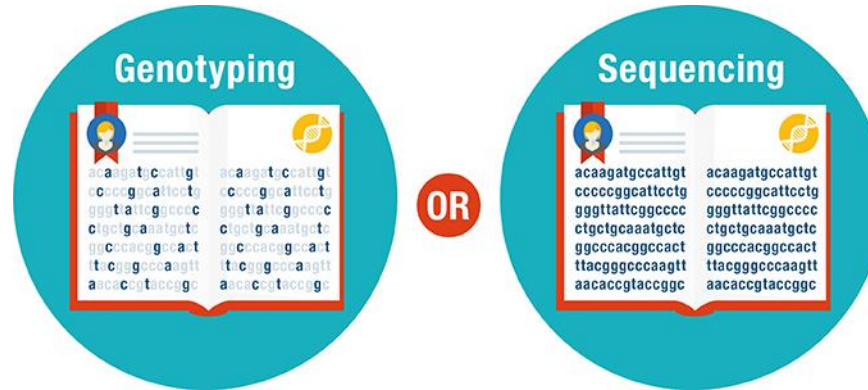 Genotyping
acaagatgccattgt
cccccggcattcctg
gggttattcggcccc
ctgctgcaaatgctc
ggcccacggccact
ttacgggcccaagtt
aacaccgtaccggc
acaagatgccattgt
cccccggcattcctg
gggttattcggcccc
ctgctgcaaatgctc
ggcccacggccact
ttacgggcccaagtt
aacaccgtaccggc
OR
Sequencing
acaagatgccattgt
cccccggcattcctg
gggttattcggcccc
ctgctgcaaatgctc
ggcccacggccact
ttacgggcccaagtt
aacaccgtaccggc
acaagatgccattgt
cccccggcattcctg
gggttattcggcccc
ctgctgcaaatgctc
ggcccacggccact
ttacgggcccaagtt
aacaccgtaccggc